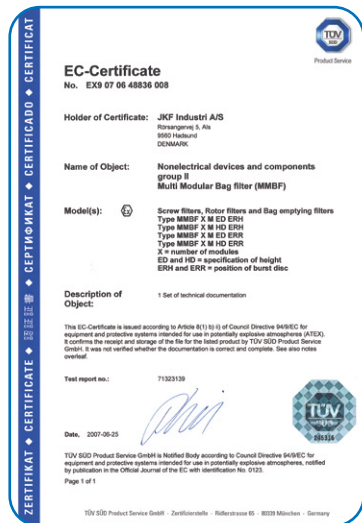 TÜV
SÜD
Product Service
EC-Certificate
No. EX9 07 06 48836 008
Holder of Certificate: JKF Industri A/S
Rörsangervej 5, Als
9560 Hadsund
DENMARK
Name of Object: Nonelectrical devices and components
group II
Multi Modular Bag filter (MMBF)
Model(s): Screw filters, Rotor filters and Bag emptying filters
Type MMBF X M ED ERH
Type MMBF X M HD ERH
Type MMBF X M ED ERR
Type MMBF X M HD ERR
X = number of modules
ED and HD = specification of height
ERH and ERR = position of burst disc
Description of
Object: 1 Set of technical documentation
This EC-Certificate is issued according to Article 8(1) b) ii) of Council Directive 94/9/EC for
equipment and protective systems intended for use in potentially explosive atmospheres (ATEX).
It confirms the receipt and storage of the file for the listed product by TÜV SÜD Product Service
GmbH. It was not verified whether the documentation is correct and complete. See also notes
overleaf.
Test report no.: 71323139
Date, 2007-06-25
TÜV
TÜV SÜD Product Service GmbH is Notified Body according to Council Directive 94/9/EC for
equipment and protective systems intended for use in potentially explosive atmospheres, notified
by publication in the Official Journal of the EC with identification No. 0123.
Page 1 of 1
TÜV SÜD Product Service GmbH · Zertifizierstelle · Ridlerstrasse 65 · 80339 München · Germany
ZERTIFIKAT ◆ CERTIFICATE ◆ 認證證書 ◆ СЕРТИФИКАТ ◆ CERTIFICADO ◆ CERTIFICAT